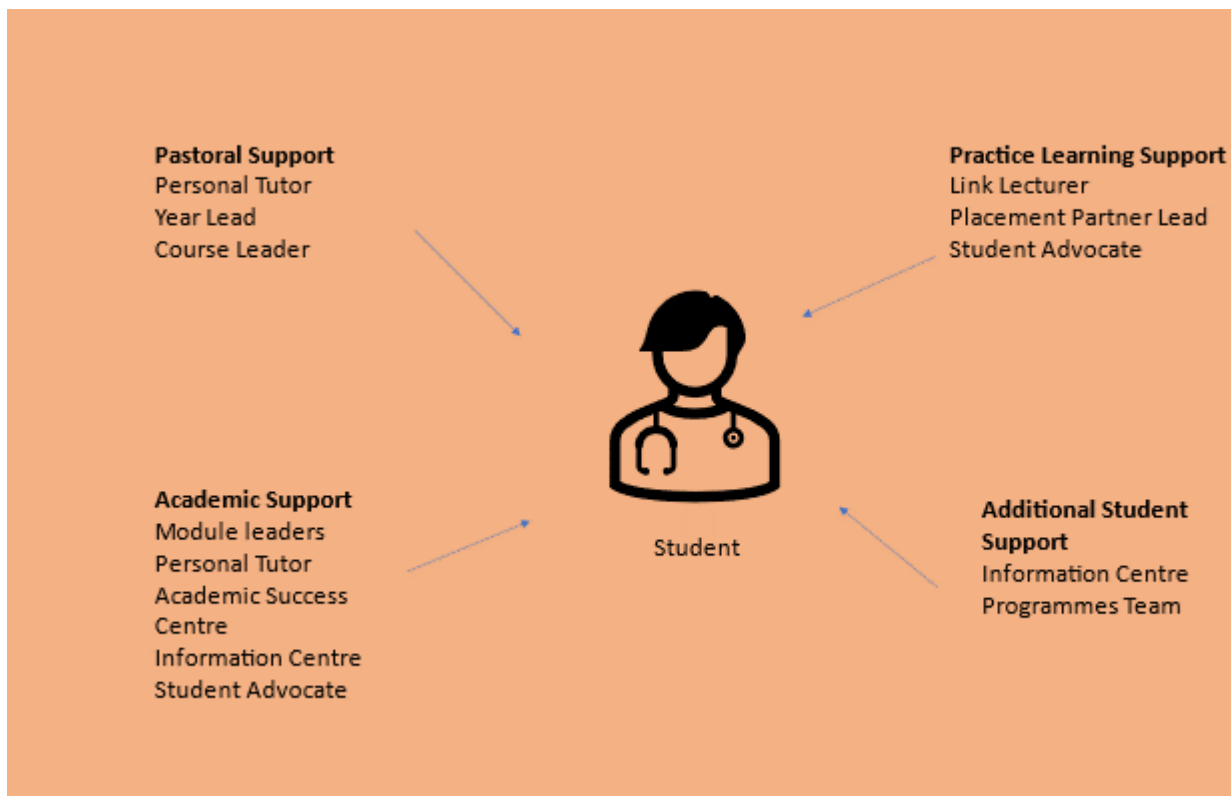 Pastoral Support
Personal Tutor
Year Lead
Course Leader
Practice Learning Support
Link Lecturer
Placement Partner Lead
Student Advocate
Student
Academic Support
Module leaders
Personal Tutor
Academic Success
Centre
Information Centre
Student Advocate
Additional Student
Support
Information Centre
Programmes Team